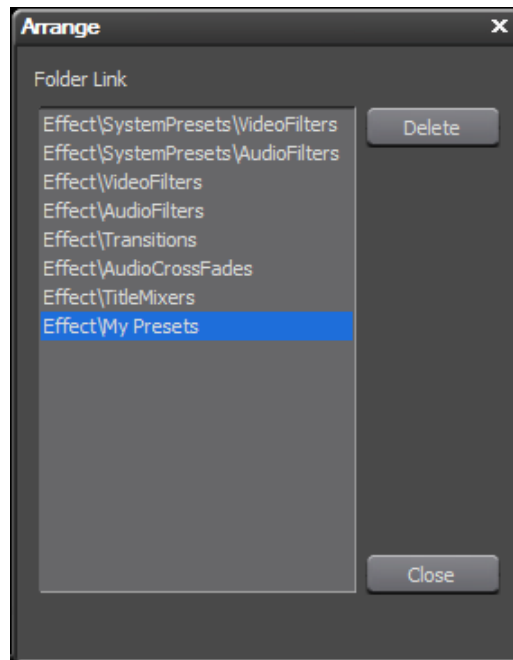 Arrange
x
Folder Link
Effect\SystemPresets\VideoFilters
Effect\SystemPresets\AudioFilters
Effect\VideoFilters
Effect\AudioFilters
Effect\Transitions
Effect\AudioCrossFades
Effect\TitleMixers
Effect\My Presets
Delete
Close